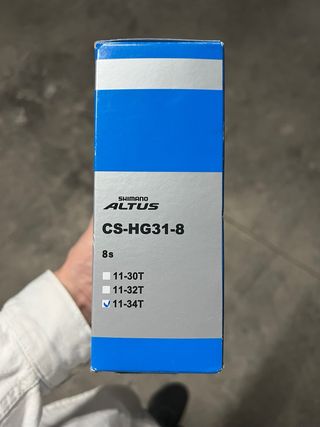 SHIMANO
ALTUS
CS-HG31-8
8s
11-30T
11-32T
11-34T